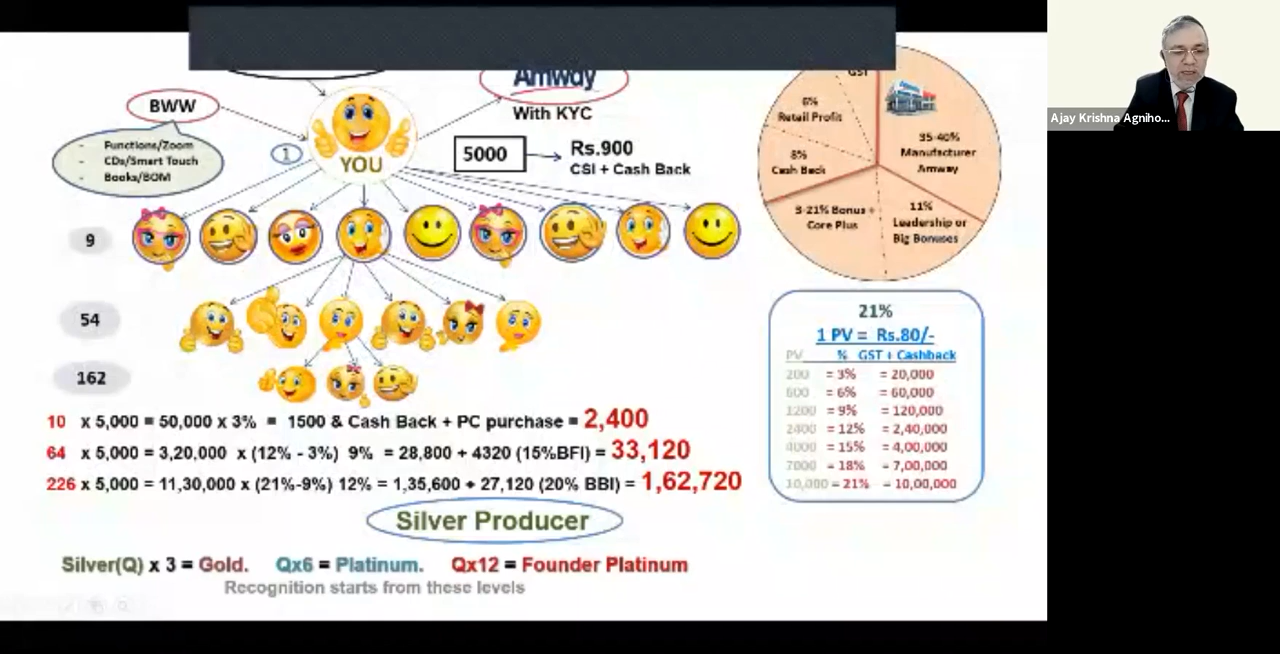 Amway
BWW
With KYC
- Functions/Zoom
- CDs/Smart Touch
- Books/BOM
1
YOU
5000
Rs.900
CSI + Cash Back
9
54
162
10 x 5,000 = 50,000 x 3% = 1500 & Cash Back + PC purchase = 2,400
64 x 5,000 = 3,20,000 x (12% - 3%) 9% = 28,800 + 4320 (15%BFI) = 33,120
226 x 5,000 = 11,30,000 x (21%-9%) 12% = 1,35,600 + 27,120 (20% BBI) = 1,62,720
Silver Producer
Silver(Q) x 3 = Gold. Qx6 = Platinum. Qx12 = Founder Platinum
Recognition starts from these levels
GST
6%
Retail Profit
8%
Cash Back
3-21% Bonus +
Core Plus
35-40%
Manufacturer
Amway
11%
Leadership or
Big Bonuses
21%
1 PV = Rs.80/-
PV % GST + Cashback
200 = 3% = 20,000
600 = 6% = 60,000
1200 = 9% = 120,000
2400 = 12% = 2,40,000
4000 = 15% = 4,00,000
7000 = 18% = 7,00,000
10,000 = 21% = 10,00,000
Ajay Krishna Agniho...